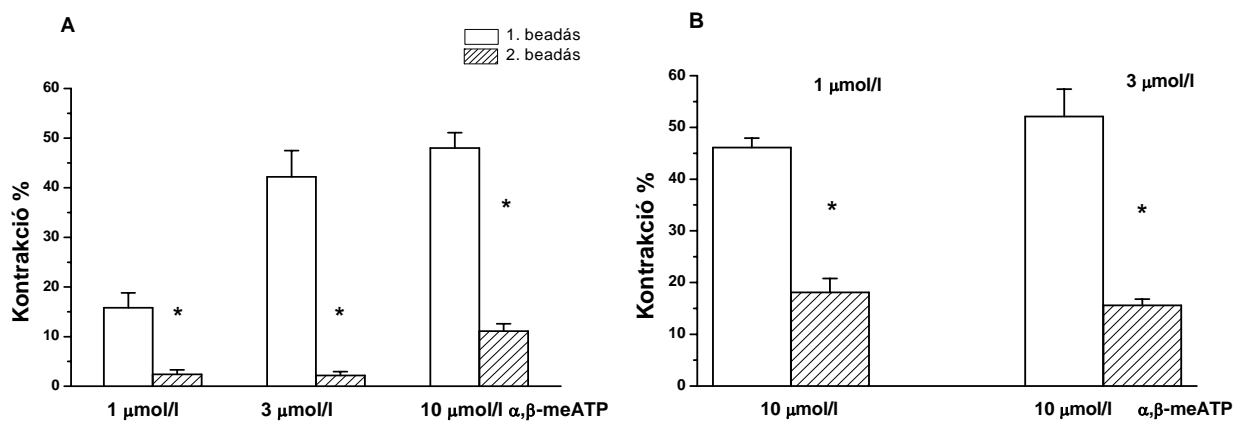 A
1. beadás
2. beadás
Kontrakció %
60
50
40
30
20
10
0
*
*
*
1 μmol/l
3 μmol/l
10 μmol/l α,β-meATP
B
1 μmol/l
3 μmol/l
Kontrakció %
60
50
40
30
20
10
0
*
*
10 μmol/l
10 μmol/l α,β-meATP